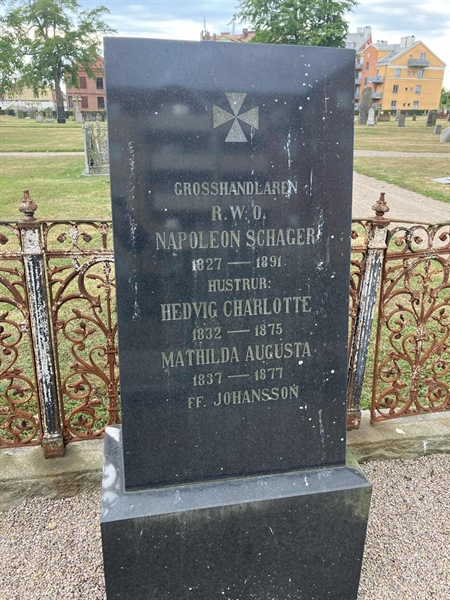 GROSSHANDLAREN
R.W.O.
NAPOLEON SCHAGER
1827 — 1891
HUSTRUR:
HEDVIG CHARLOTTE
1832 — 1875
MATHILDA AUGUSTA
1837 — 1877
FF. JOHANSSON